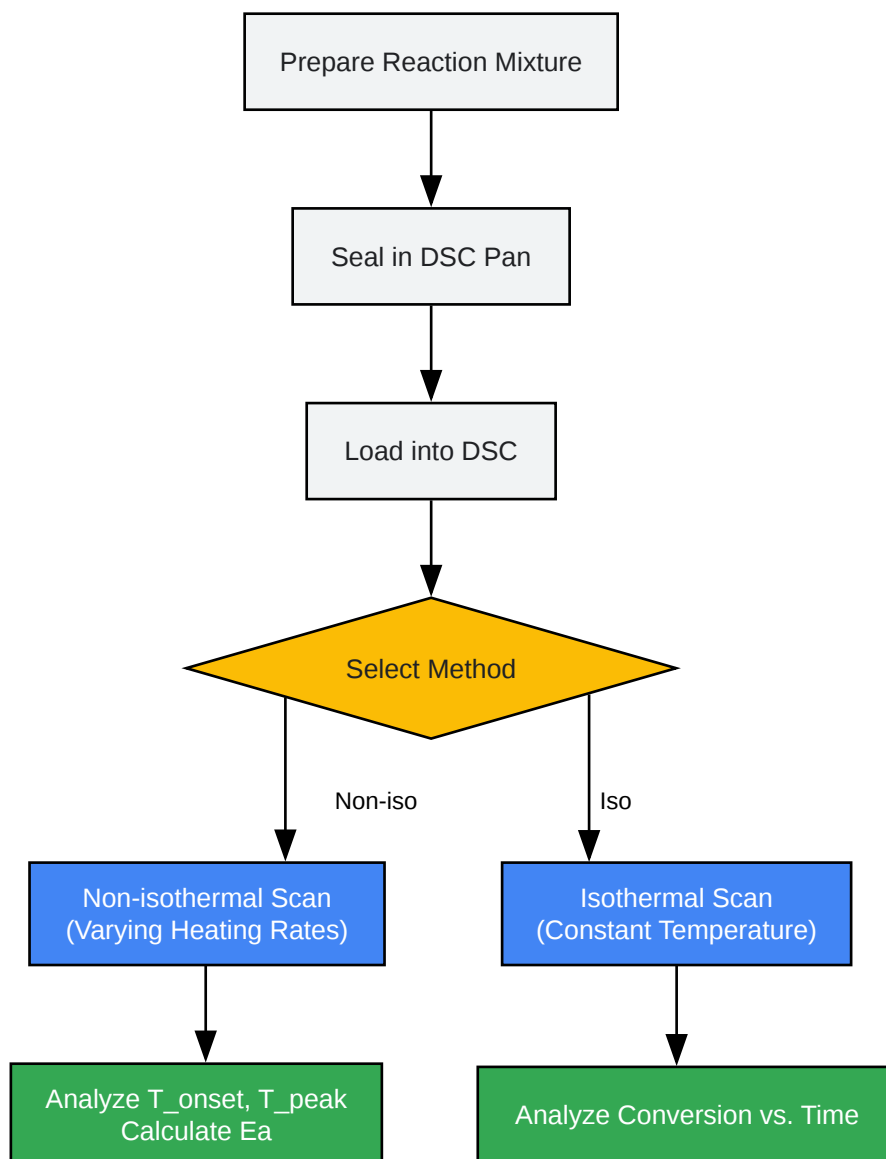 Prepare Reaction Mixture
Seal in DSC Pan
Load into DSC
Select Method
Non-iso
Iso
Non-isothermal Scan
(Varying Heating Rates)
Isothermal Scan
(Constant Temperature)
Analyze T_onset, T_peak
Calculate Ea
Analyze Conversion vs. Time